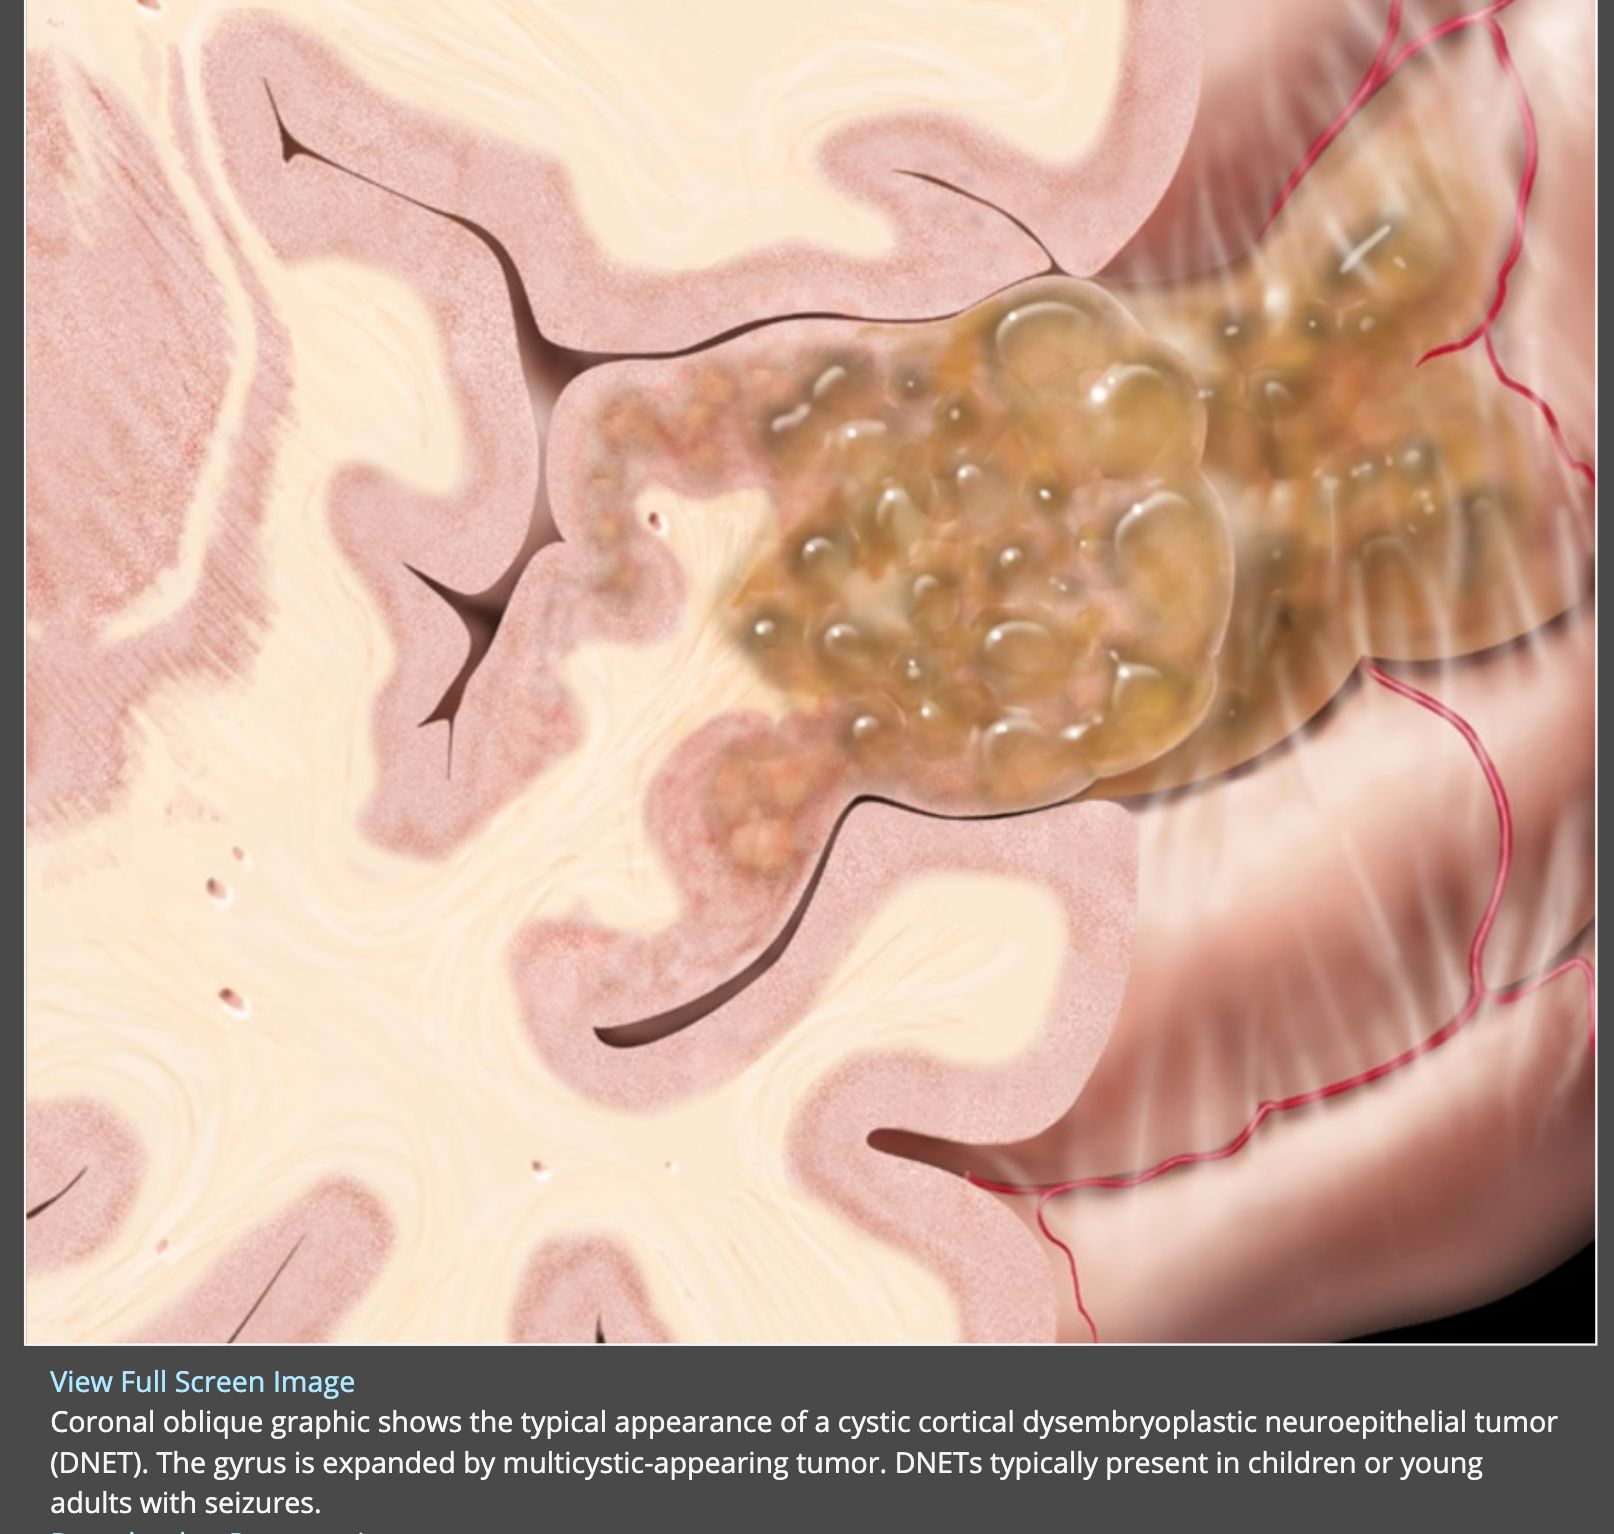 View Full Screen Image
Coronal oblique graphic shows the typical appearance of a cystic cortical dysembryoplastic neuroepithelial tumor
(DNET). The gyrus is expanded by multicystic-appearing tumor. DNETs typically present in children or young
adults with seizures.